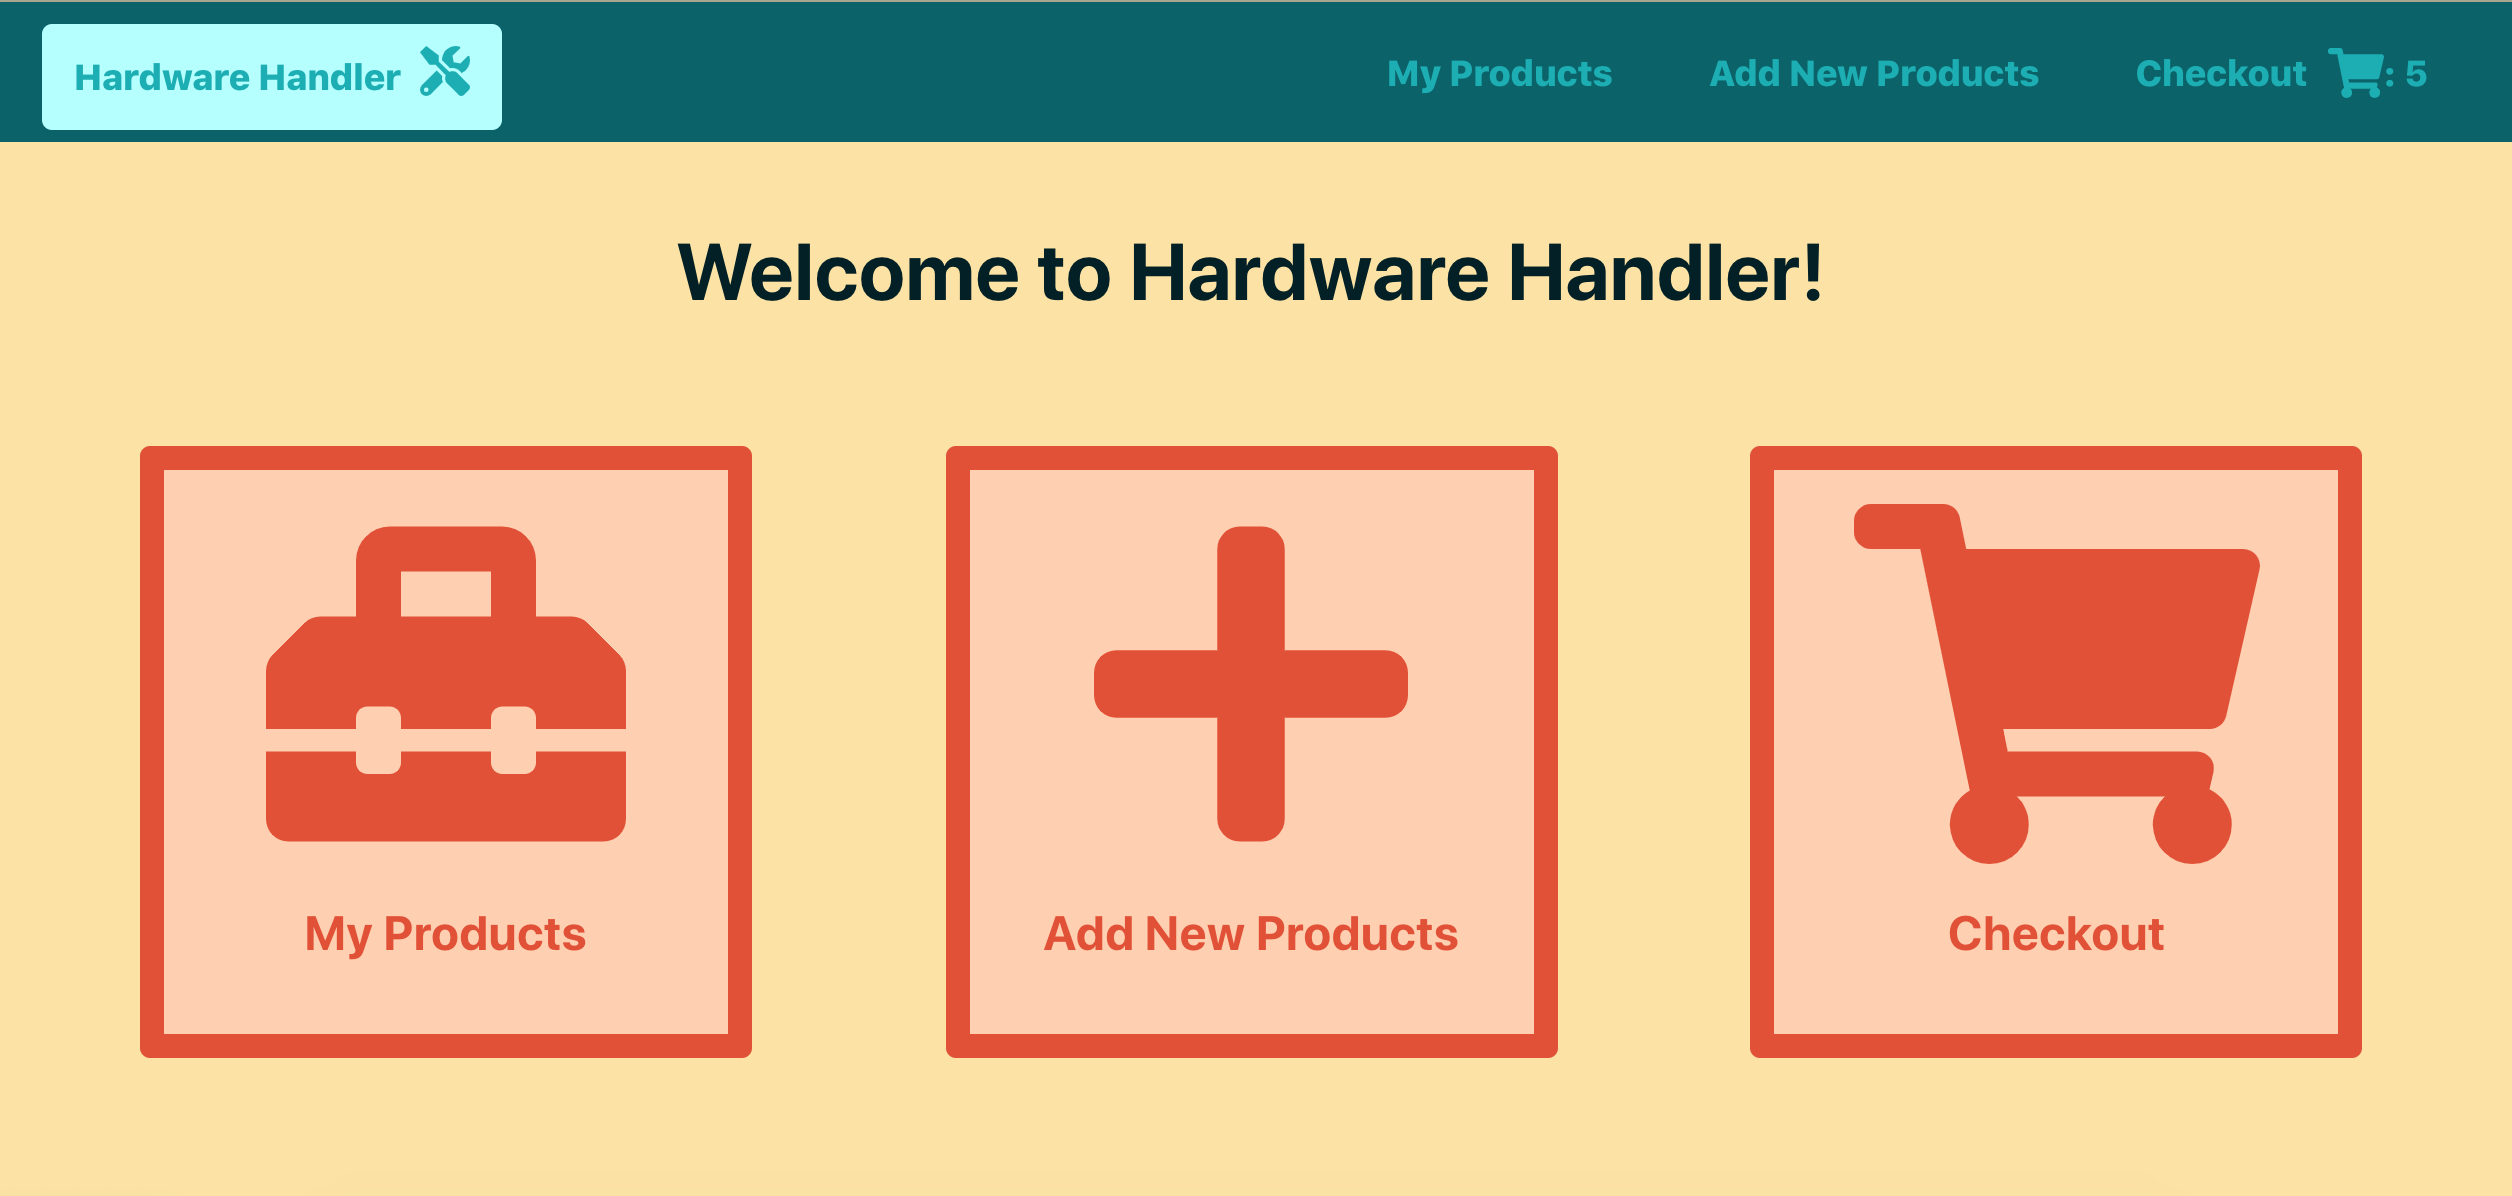 Hardware Handler
My Products
Add New Products
Checkout : 5
Welcome to Hardware Handler!
My Products
Add New Products
Checkout